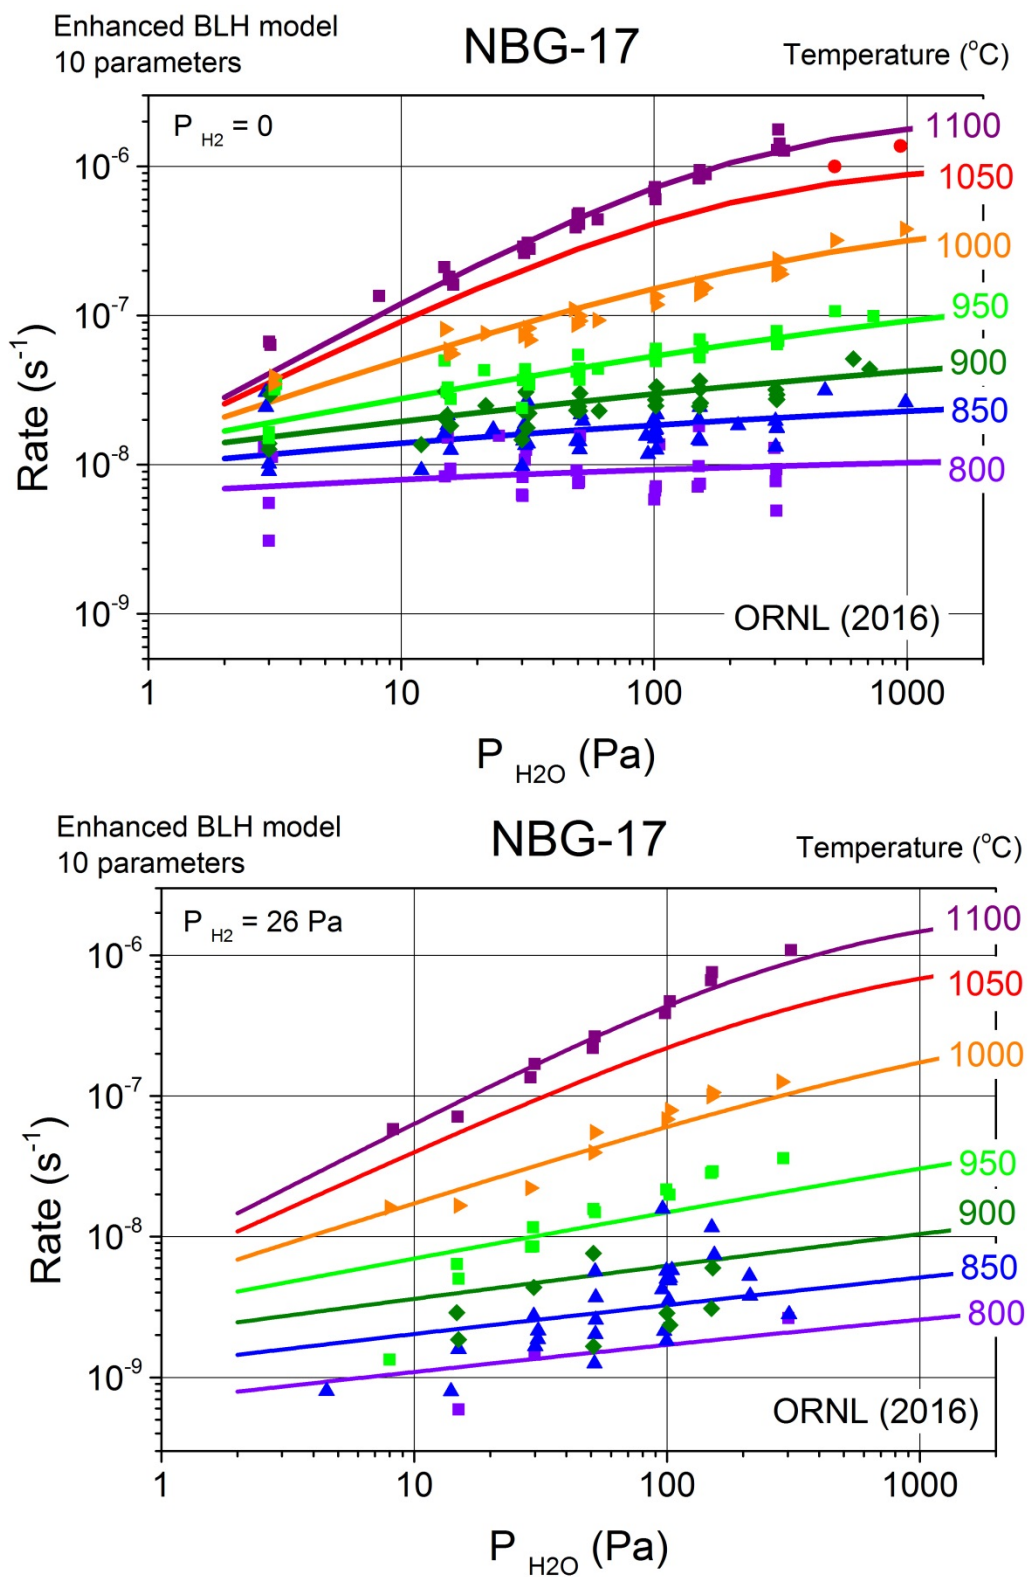 Enhanced BLH model
10 parameters
NBG-17
Temperature (°C)
P H2 = 0
1100
1050
1000
950
900
850
800
10⁻⁶
10⁻⁷
10⁻⁸
10⁻⁹
Rate (s⁻¹)
ORNL (2016)
1
10
100
1000
P H2O (Pa)
Enhanced BLH model
10 parameters
NBG-17
Temperature (°C)
P H2 = 26 Pa
1100
1050
1000
950
900
850
800
10⁻⁶
10⁻⁷
10⁻⁸
10⁻⁹
Rate (s⁻¹)
ORNL (2016)
1
10
100
1000
P H2O (Pa)